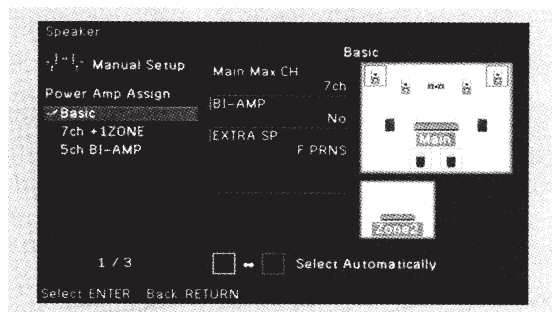 Speaker
Manual Setup
Power Amp Assign
✓Basic
7ch +1ZONE
5ch BI-AMP
1 / 3
Main Max CH
7ch
BI-AMP
No
EXTRA SP
F PRNS
Basic
Main
Zone2
Select Automatically
Select ENTER Back RETURN